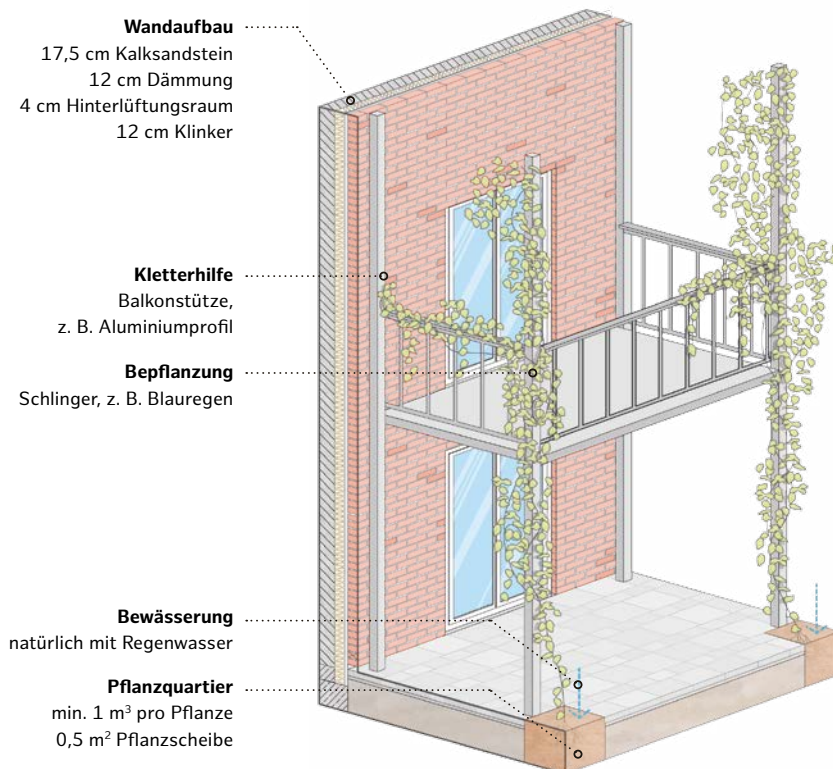 Wandaufbau
17,5 cm Kalksandstein
12 cm Dämmung
4 cm Hinterlüftungsraum
12 cm Klinker
Kletterhilfe
Balkonstütze,
z. B. Aluminiumprofil
Bepflanzung
Schlinger, z. B. Blauregen
Bewässerung
natürlich mit Regenwasser
Pflanzquartier
min. 1 m³ pro Pflanze
0,5 m² Pflanzscheibe